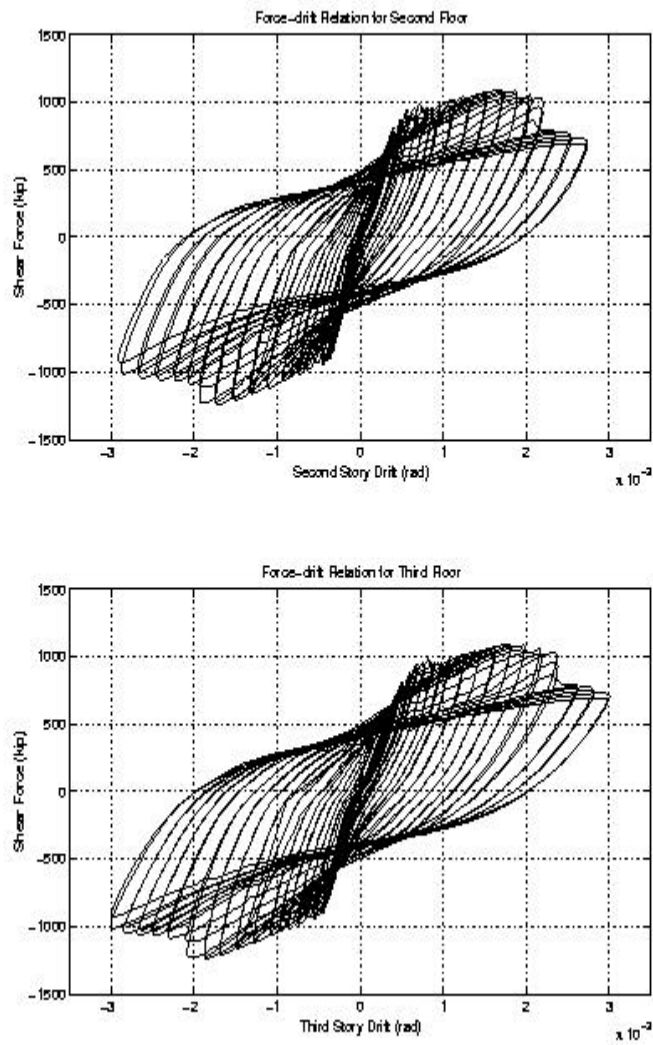 Force-drift Relation for Second Floor
1500
1000
500
0
-500
-1000
-1500
Shear Force (kip)
-3 -2 -1 0 1 2 3
Second Story Drift (rad)
x 10⁻²
Force-drift Relation for Third Floor
1500
1000
500
0
-500
-1000
-1500
Shear Force (kip)
-3 -2 -1 0 1 2 3
Third Story Drift (rad)
x 10⁻²